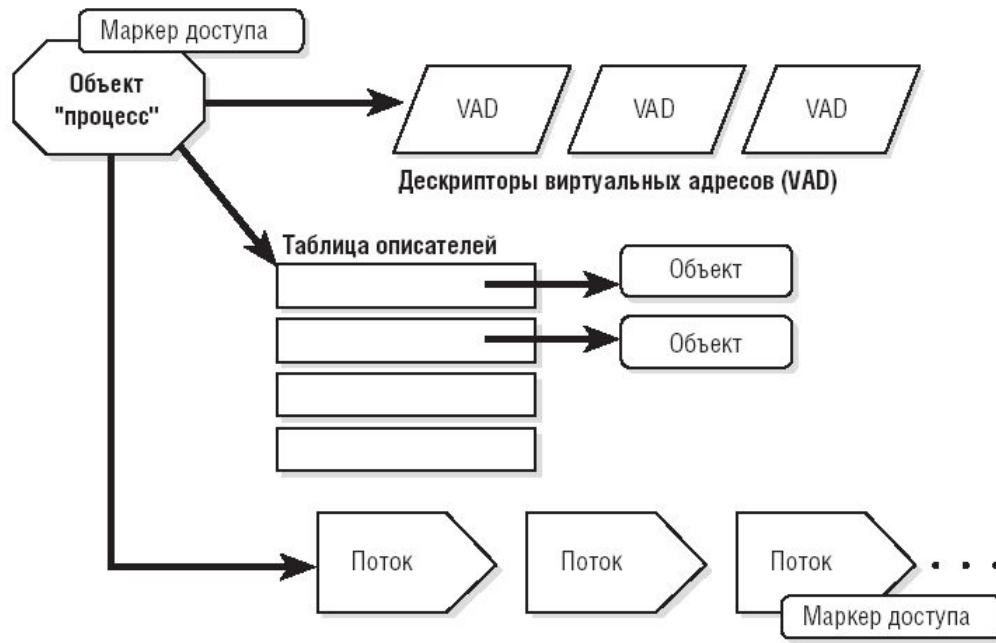 Маркер доступа
Объект
"процесс"
VAD
VAD
VAD
Дескрипторы виртуальных адресов (VAD)
Таблица описателей
Объект
Объект
Поток
Поток
Поток
Маркер доступа